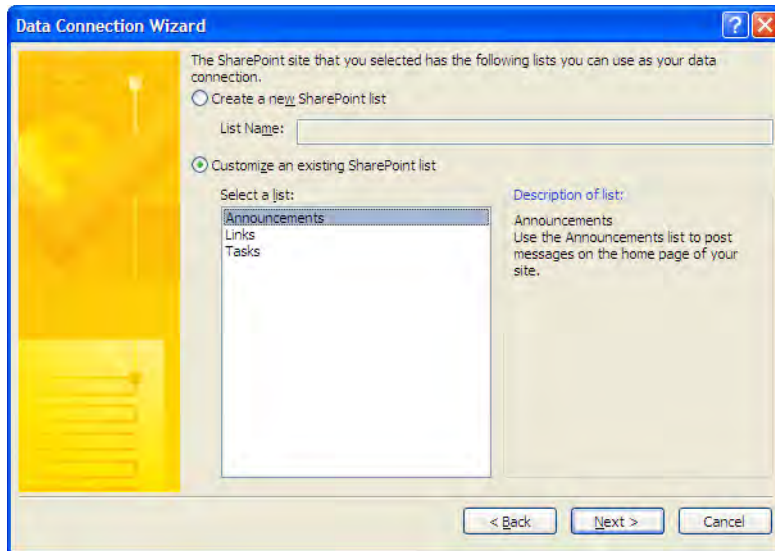 Data Connection Wizard
The SharePoint site that you selected has the following lists you can use as your data
connection.
Create a new SharePoint list
List Name:
Customize an existing SharePoint list
Select a list:
Announcements
Links
Tasks
Description of list:
Announcements
Use the Announcements list to post
messages on the home page of your
site.
< Back
Next >
Cancel